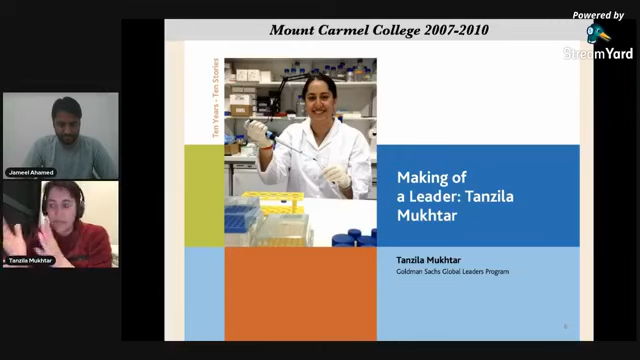 Mount Carmel College 2007-2010
Powered by
StreamYard
Ten Years - Ten Stories
Jameel Ahamed
Tanzila Mukhtar
Making of
a Leader: Tanzila
Mukhtar
Tanzila Mukhtar
Goldman Sachs Global Leaders Program